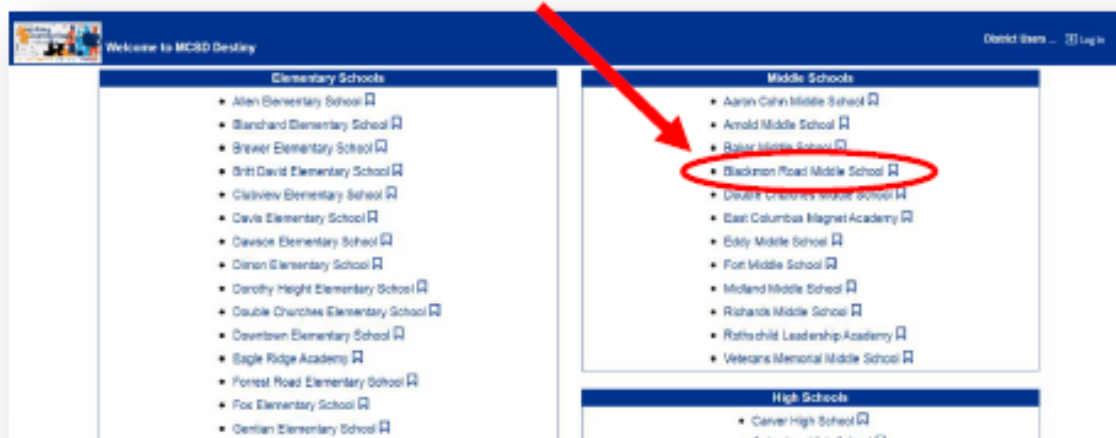 Welcome to MCSD Destiny
District Users ... Log In
Elementary Schools
Allen Elementary School
Blanchard Elementary School
Brewer Elementary School
Britt David Elementary School
Clubview Elementary School
Davis Elementary School
Dawson Elementary School
Dimon Elementary School
Dorothy Height Elementary School
Double Churches Elementary School
Downtown Elementary School
Eagle Ridge Academy
Forrest Road Elementary School
Fox Elementary School
Gentian Elementary School
Middle Schools
Aaron Cohn Middle School
Arnold Middle School
Baker Middle School
Blackmon Road Middle School
Double Churches Middle School
East Columbus Magnet Academy
Eddy Middle School
Fort Middle School
Midland Middle School
Richards Middle School
Rothschild Leadership Academy
Veterans Memorial Middle School
High Schools
Carver High School